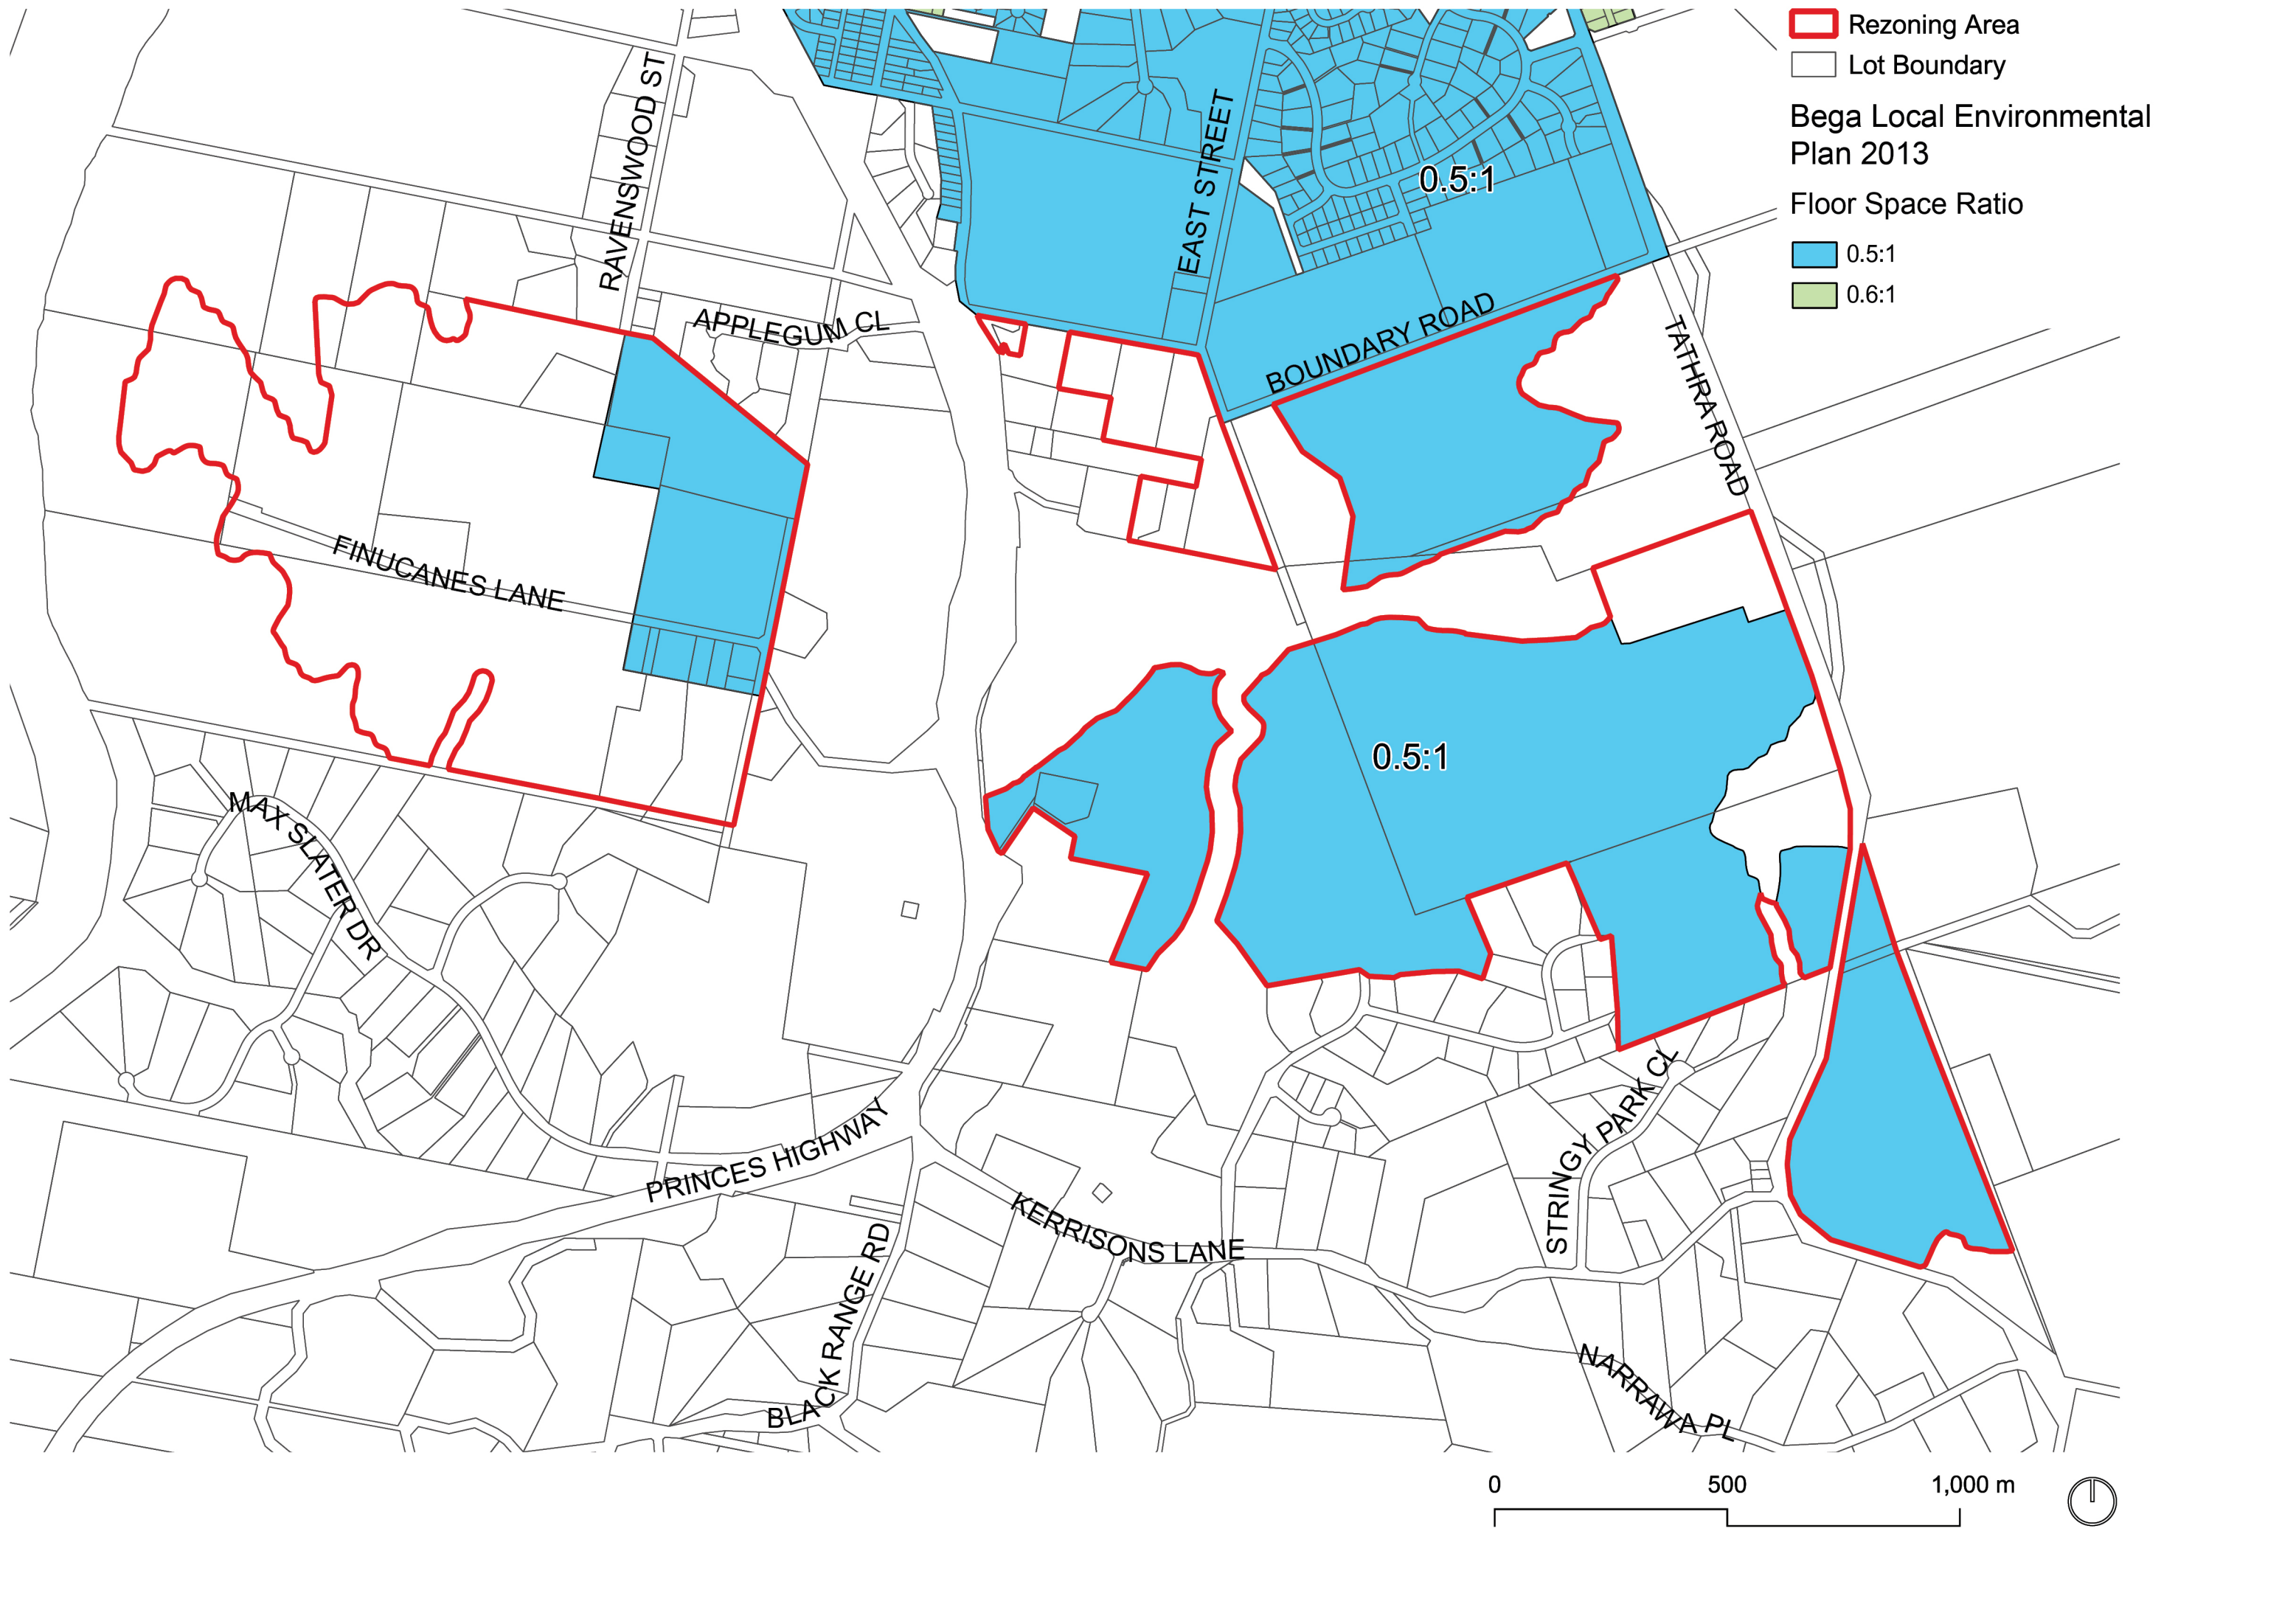 Rezoning Area
Lot Boundary
Bega Local Environmental
Plan 2013
Floor Space Ratio
0.5:1
0.6:1
RAVENSWOOD ST
EAST STREET
0.5:1
APPLEGUM CL
BOUNDARY ROAD
TATHRA ROAD
FINUCANES LANE
0.5:1
MAX SLATER DR
PRINCES HIGHWAY
STRINGY PARK CL
KERRISONS LANE
BLACK RANGE RD
NARRAWA PL
0 500 1,000 m